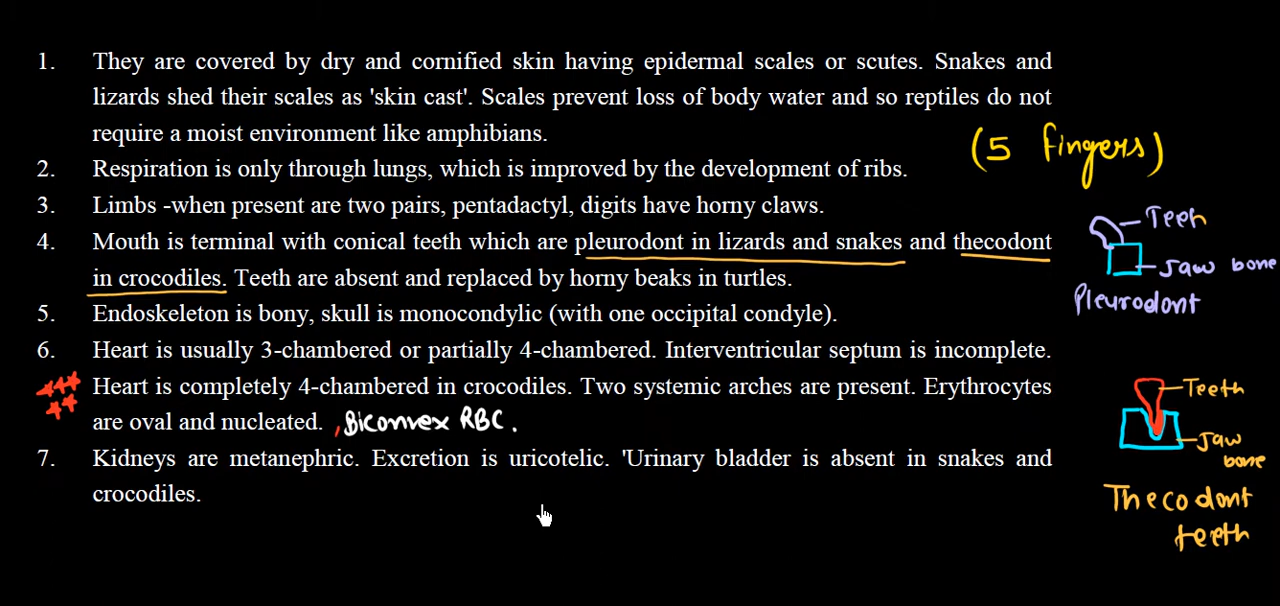 1. They are covered by dry and cornified skin having epidermal scales or scutes. Snakes and
lizards shed their scales as 'skin cast'. Scales prevent loss of body water and so reptiles do not
require a moist environment like amphibians.
(5 fingers)
2. Respiration is only through lungs, which is improved by the development of ribs.
3. Limbs -when present are two pairs, pentadactyl, digits have horny claws.
4. Mouth is terminal with conical teeth which are pleurodont in lizards and snakes and thecodont
in crocodiles. Teeth are absent and replaced by horny beaks in turtles.
Teeh
Jaw bone
Pleurodont
5. Endoskeleton is bony, skull is monocondylic (with one occipital condyle).
6. Heart is usually 3-chambered or partially 4-chambered. Interventricular septum is incomplete.
Heart is completely 4-chambered in crocodiles. Two systemic arches are present. Erythrocytes
are oval and nucleated. , Biconvex RBC.
7. Kidneys are metanephric. Excretion is uricotelic. 'Urinary bladder is absent in snakes and
crocodiles.
Teeth
Jaw
bone
Thecodont
teeth